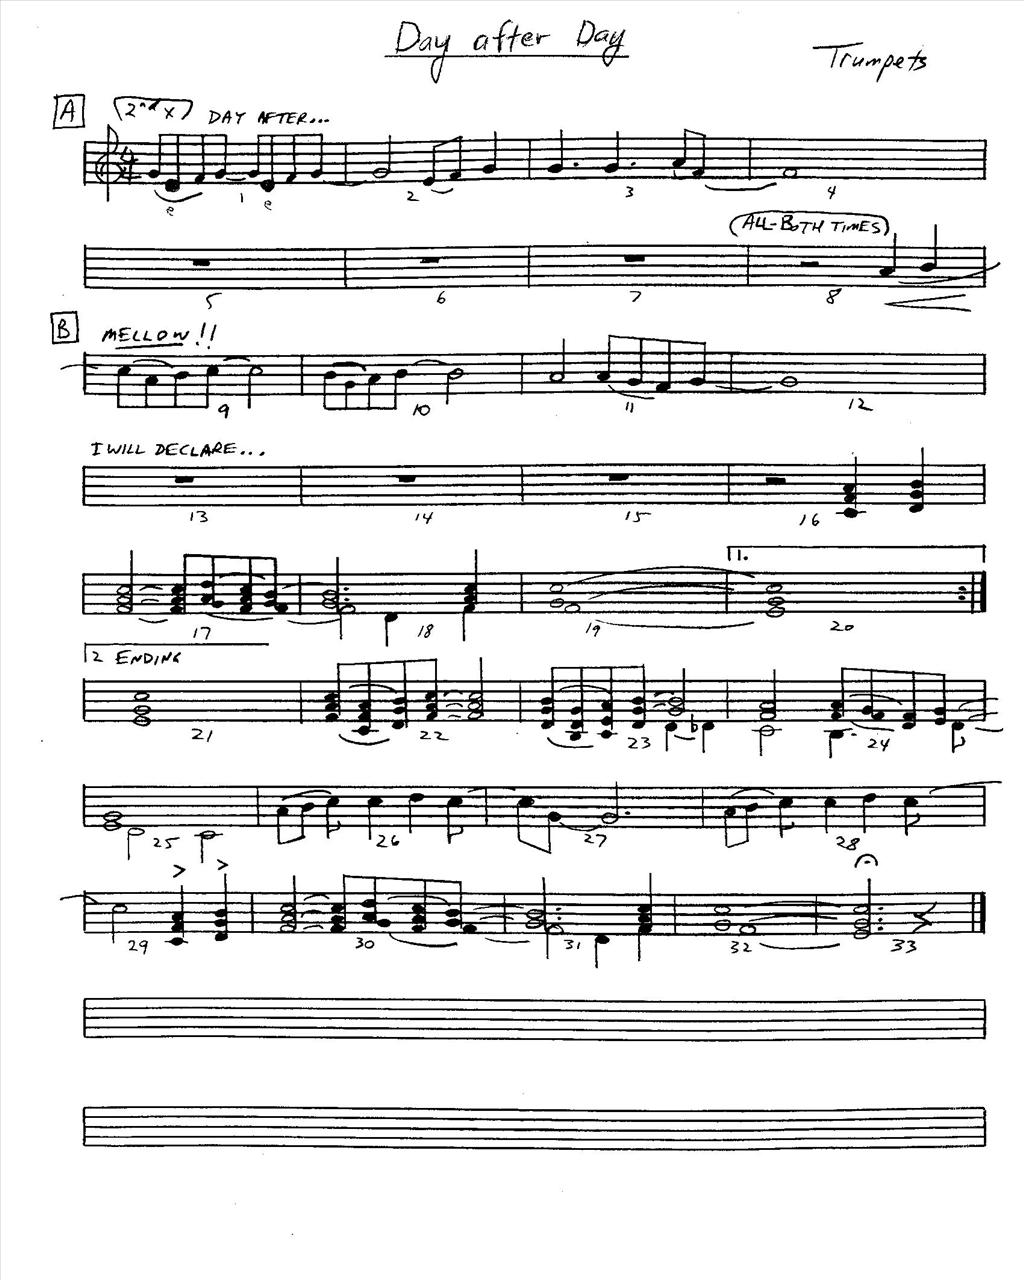 Day after Day
Trumpets
A 2nd X DAY AFTER...
4
4
e 1 e 2 3 4
ALL-BOTH TIMES
5 6 7 8
B MELLOW!!
9 10 11 12
I WILL DECLARE...
13 14 15 16
1.
17 18 19 20
2 ENDING
21 22 23 24
25 26 27 28
29 30 31 32 33